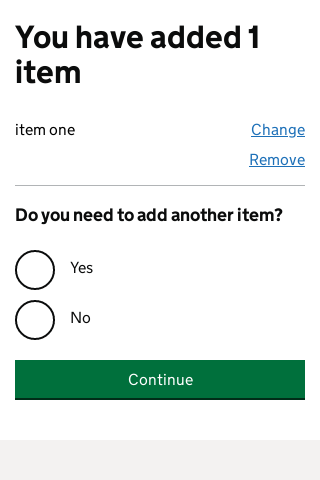 You have added 1
item
item one Change
Remove
Do you need to add another item?
Yes
No
Continue